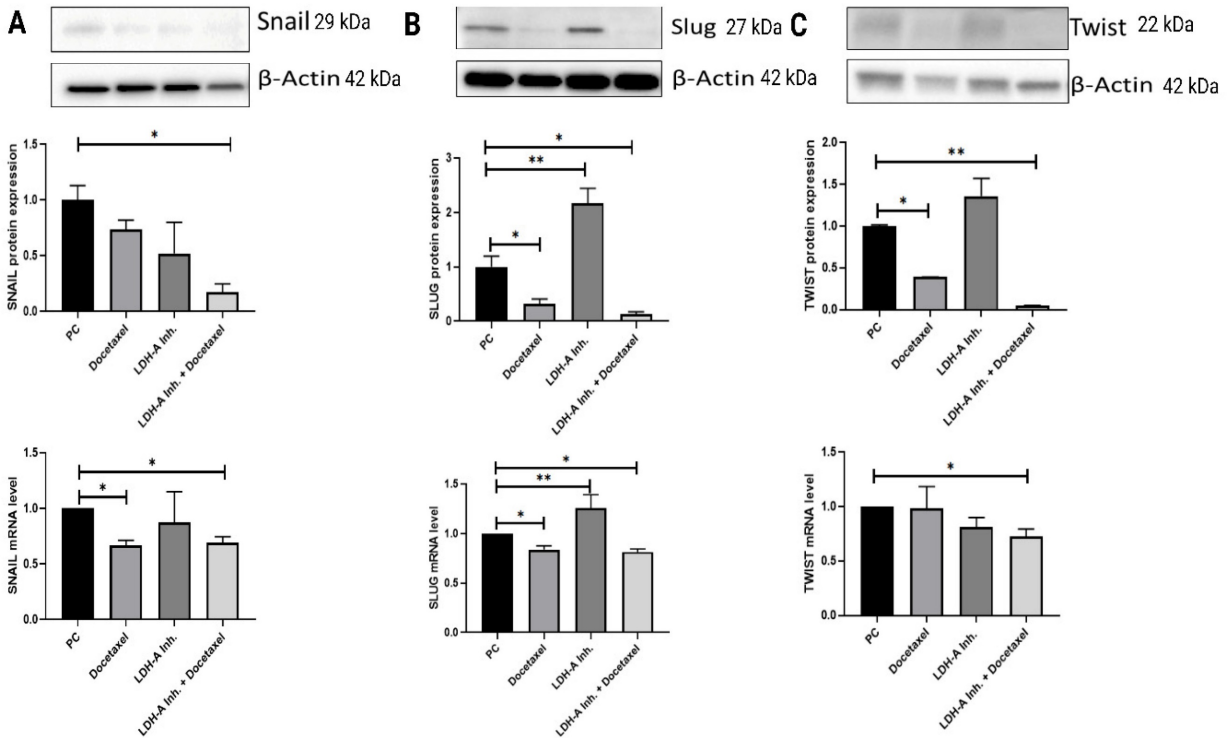 A
Snail 29 kDa
β-Actin 42 kDa
*
SNAIL protein expression
1.5
1.0
0.5
0.0
PC
Docetaxel
LDH-A Inh.
LDH-A Inh. + Docetaxel
*
*
SNAIL mRNA level
1.5
1.0
0.5
0.0
PC
Docetaxel
LDH-A Inh.
LDH-A Inh. + Docetaxel
B
Slug 27 kDa
β-Actin 42 kDa
*
**
*
SLUG protein expression
3
2
1
0
PC
Docetaxel
LDH-A Inh.
LDH-A Inh. + Docetaxel
*
**
*
SLUG mRNA level
1.5
1.0
0.5
0.0
PC
Docetaxel
LDH-A Inh.
LDH-A Inh. + Docetaxel
C
Twist 22 kDa
β-Actin 42 kDa
**
*
TWIST protein expression
2.0
1.5
1.0
0.5
0.0
PC
Docetaxel
LDH-A Inh.
LDH-A Inh. + Docetaxel
*
TWIST mRNA level
1.5
1.0
0.5
0.0
PC
Docetaxel
LDH-A Inh.
LDH-A Inh. + Docetaxel